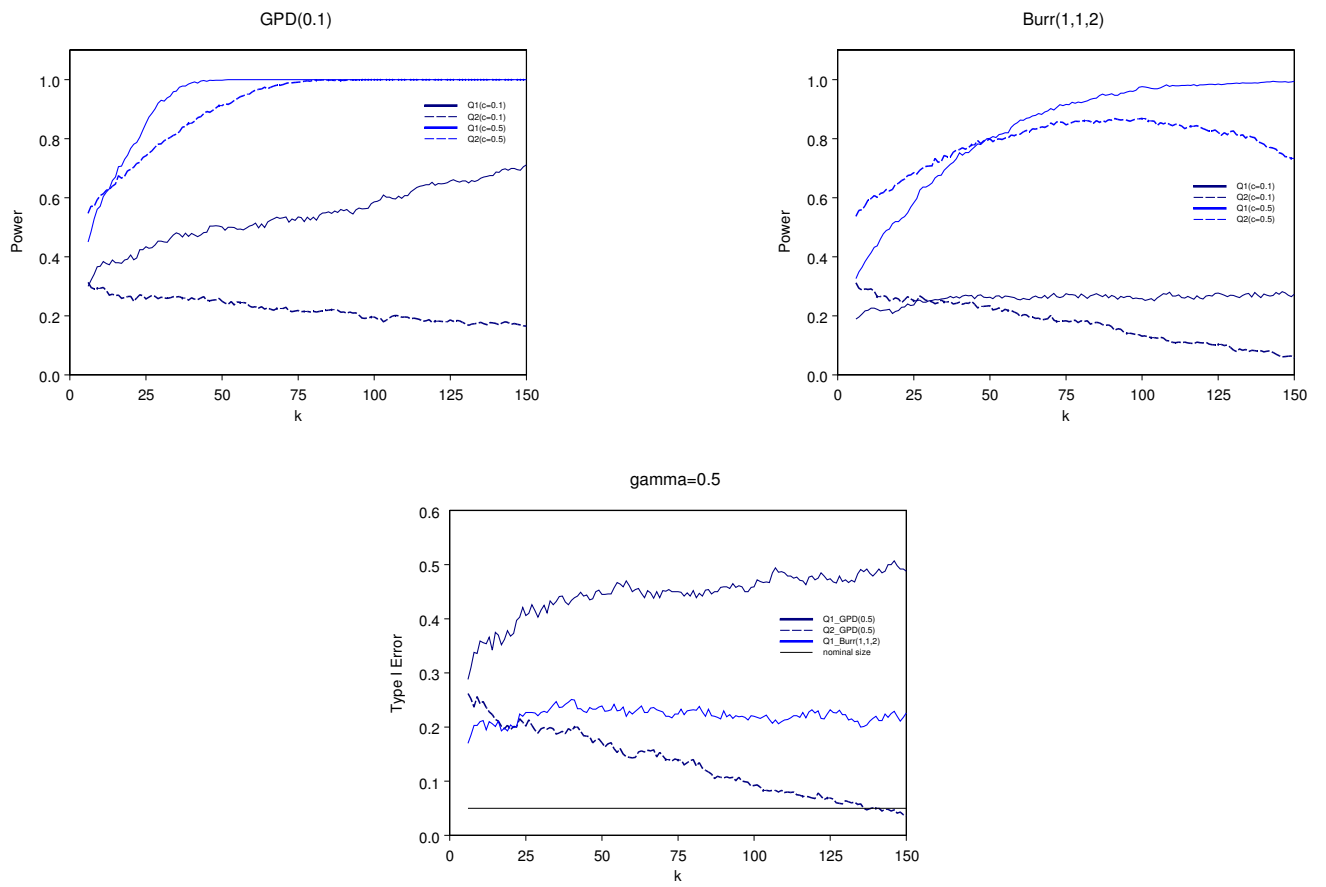 GPD(0.1)
Power
1.0
0.8
0.6
0.4
0.2
0.0
Q1(c=0.1)
Q2(c=0.1)
Q1(c=0.5)
Q2(c=0.5)
0 25 50 75 100 125 150
k
Burr(1,1,2)
Power
1.0
0.8
0.6
0.4
0.2
0.0
Q1(c=0.1)
Q2(c=0.1)
Q1(c=0.5)
Q2(c=0.5)
0 25 50 75 100 125 150
k
gamma=0.5
Type I Error
0.6
0.5
0.4
0.3
0.2
0.1
0.0
Q1_GPD(0.5)
Q2_GPD(0.5)
Q1_Burr(1,1,2)
nominal size
0 25 50 75 100 125 150
k